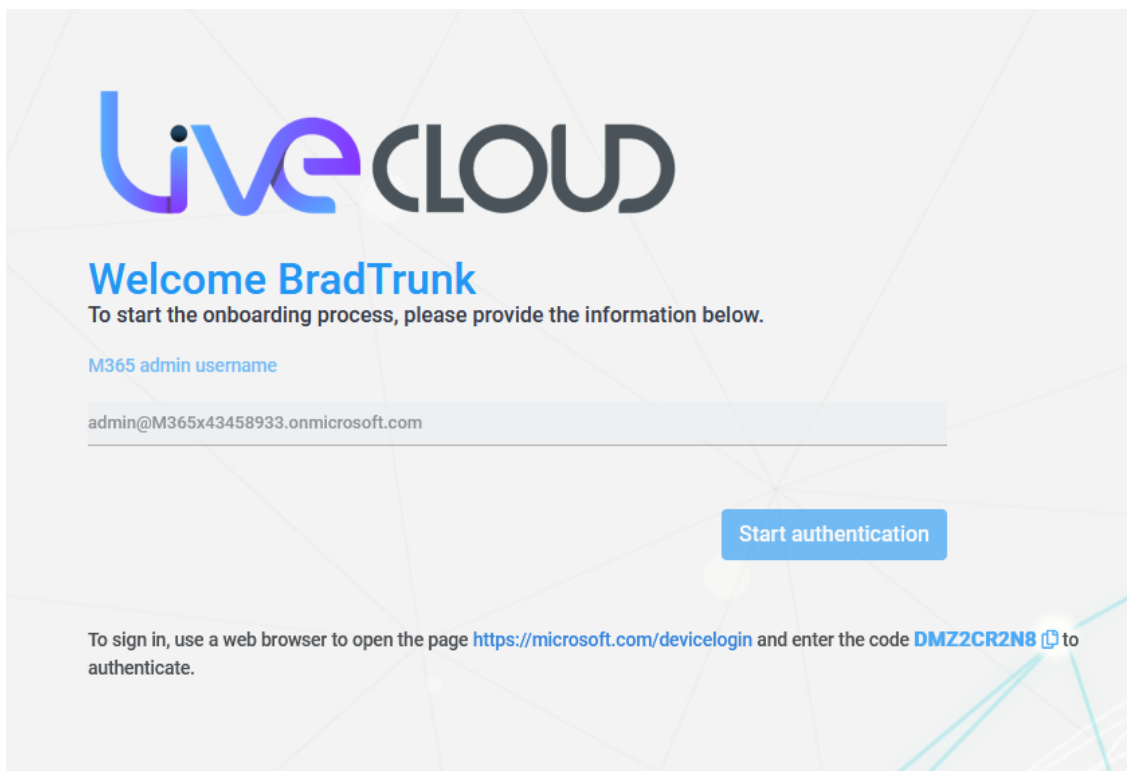 Live CLOUD
Welcome BradTrunk
To start the onboarding process, please provide the information below.
M365 admin username
admin@M365x43458933.onmicrosoft.com
Start authentication
To sign in, use a web browser to open the page https://microsoft.com/devicelogin and enter the code DMZ2CR2N8 to
authenticate.